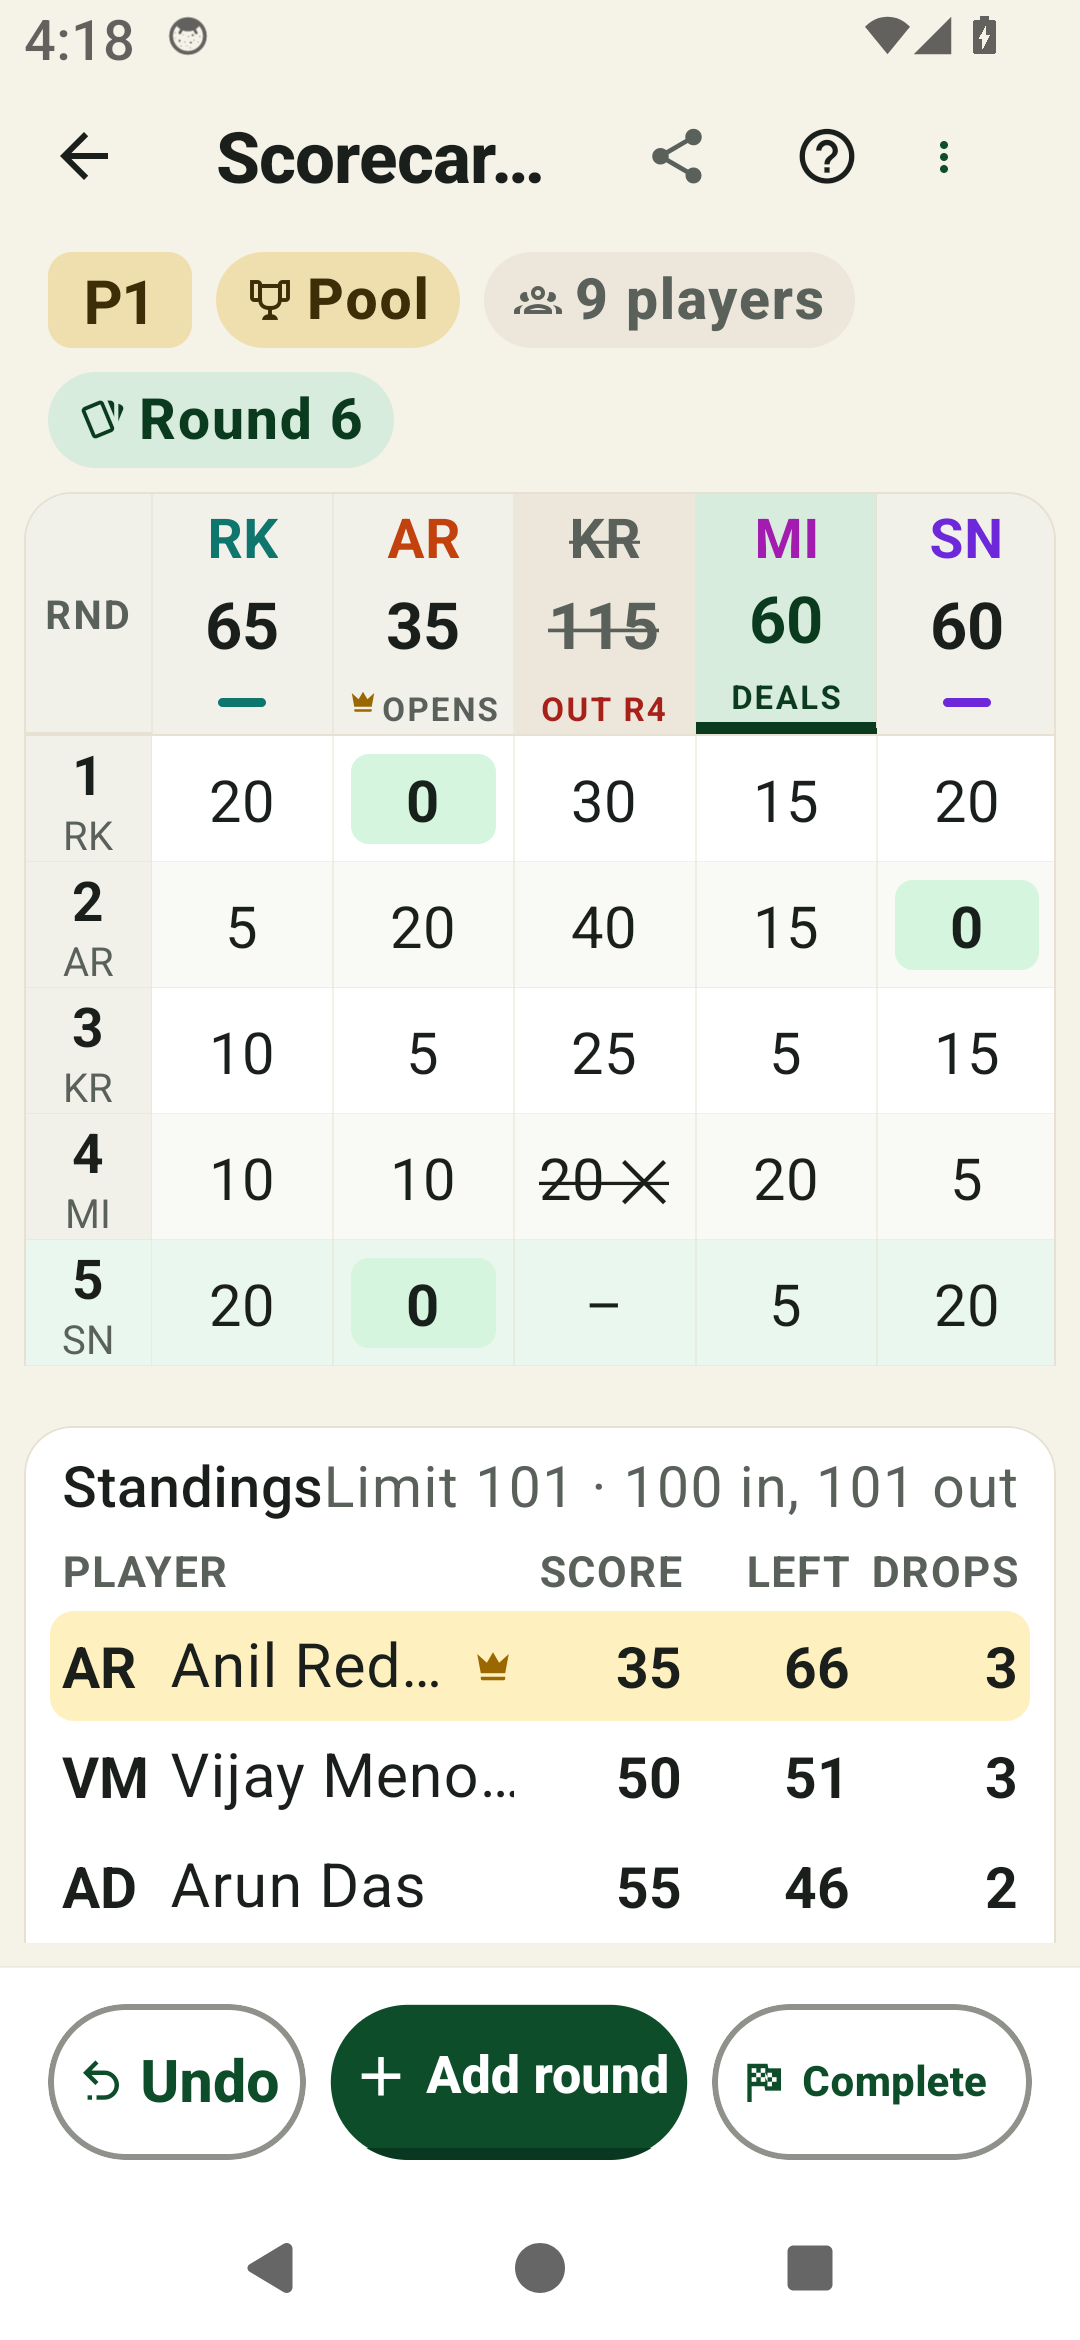 4:18
Scorecar...
P1 Pool 9 players
Round 6
RND RK AR KR MI SN
65 35 115 60 60
OPENS OUT R4 DEALS
1 RK 20 0 30 15 20
2 AR 5 20 40 15 0
3 KR 10 5 25 5 15
4 MI 10 10 20 × 20 5
5 SN 20 0 – 5 20
Standings Limit 101 · 100 in, 101 out
PLAYER SCORE LEFT DROPS
AR Anil Red... 35 66 3
VM Vijay Meno... 50 51 3
AD Arun Das 55 46 2
Undo + Add round Complete